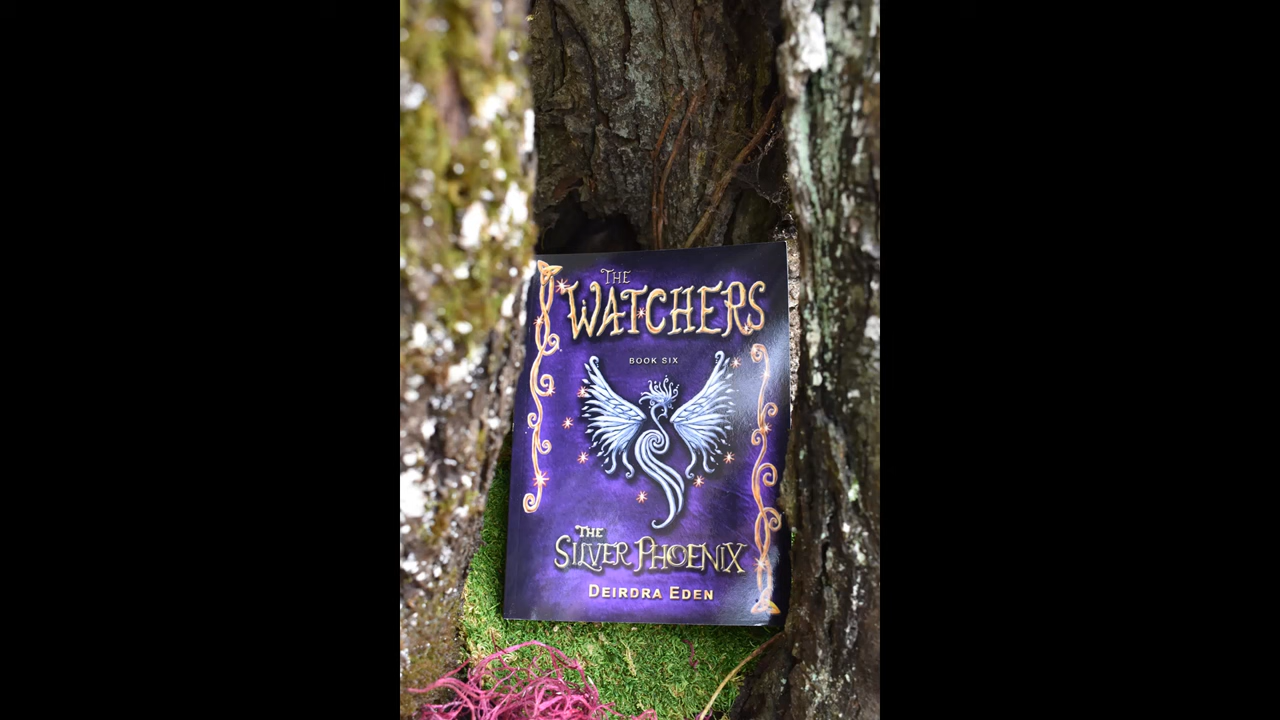 THE
WATCHERS
BOOK SIX
THE
SILVER PHOENIX
DEIRDRA EDEN